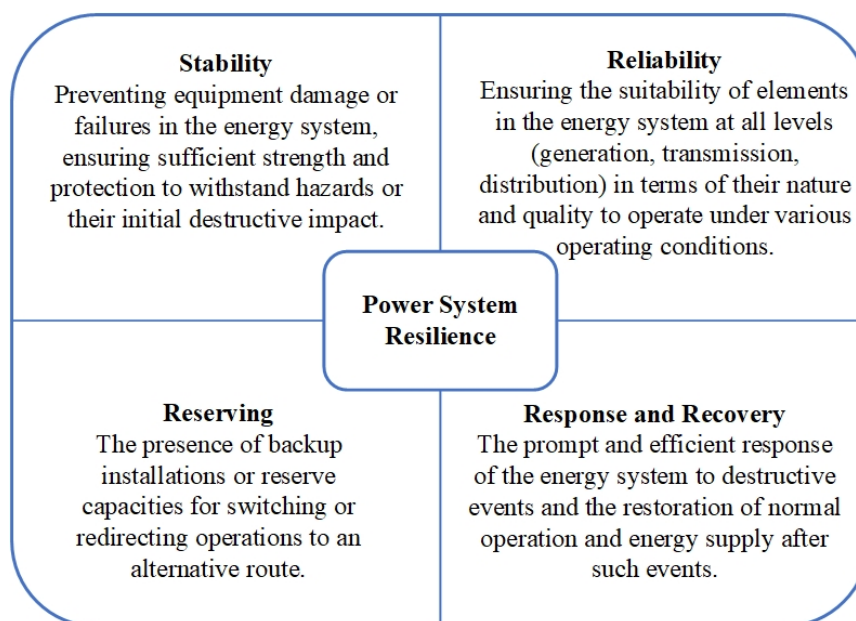 Stability
Preventing equipment damage or
failures in the energy system,
ensuring sufficient strength and
protection to withstand hazards or
their initial destructive impact.
Reliability
Ensuring the suitability of elements
in the energy system at all levels
(generation, transmission,
distribution) in terms of their nature
and quality to operate under various
operating conditions.
Power System
Resilience
Reserving
The presence of backup
installations or reserve
capacities for switching or
redirecting operations to an
alternative route.
Response and Recovery
The prompt and efficient response
of the energy system to destructive
events and the restoration of normal
operation and energy supply after
such events.